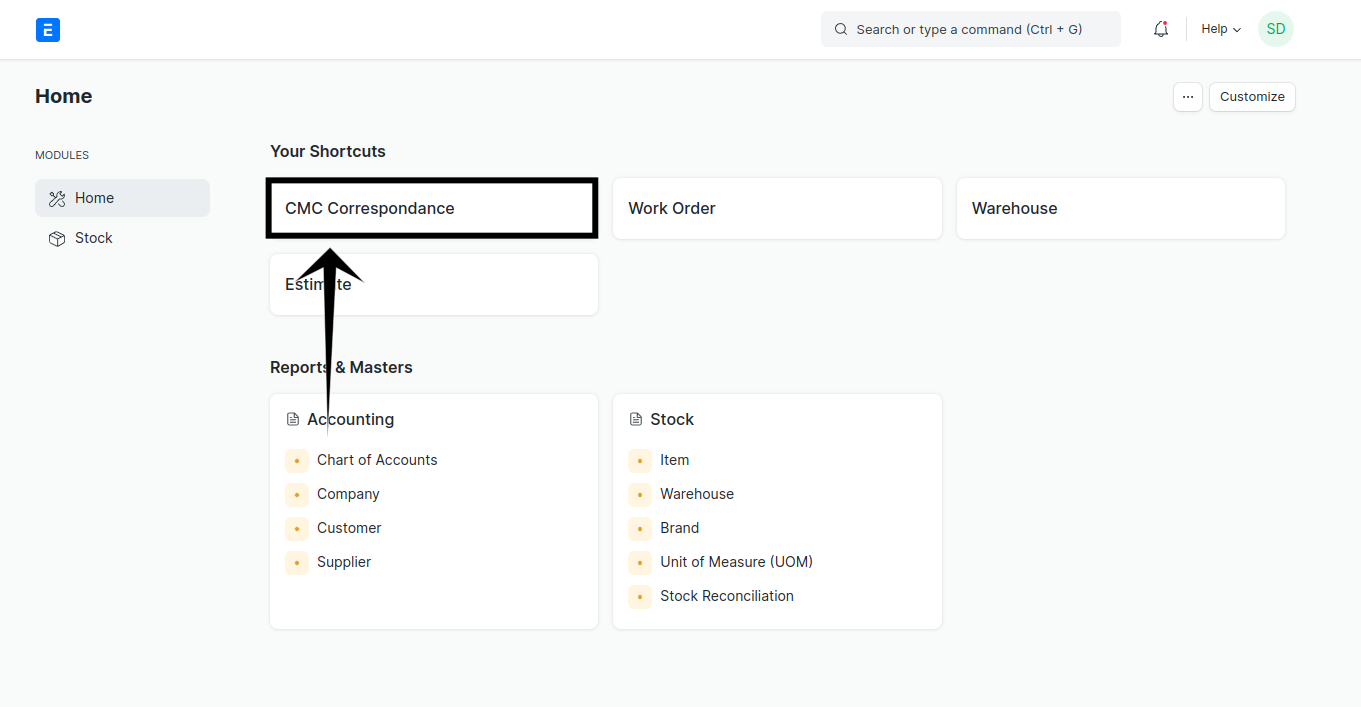 E
Search or type a command (Ctrl + G)
Help
SD
Home
Customize
MODULES
Home
Stock
Your Shortcuts
CMC Correspondance
Work Order
Warehouse
Estimate
Reports & Masters
Accounting
Chart of Accounts
Company
Customer
Supplier
Stock
Item
Warehouse
Brand
Unit of Measure (UOM)
Stock Reconciliation